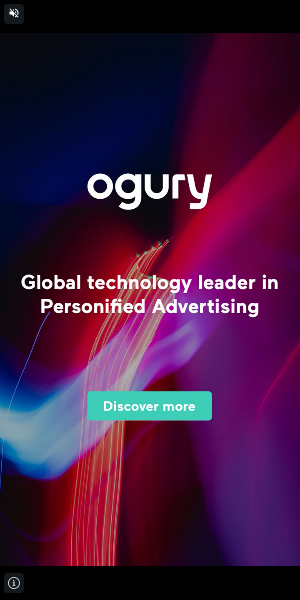 ogury
Global technology leader in
Personified Advertising
Discover more